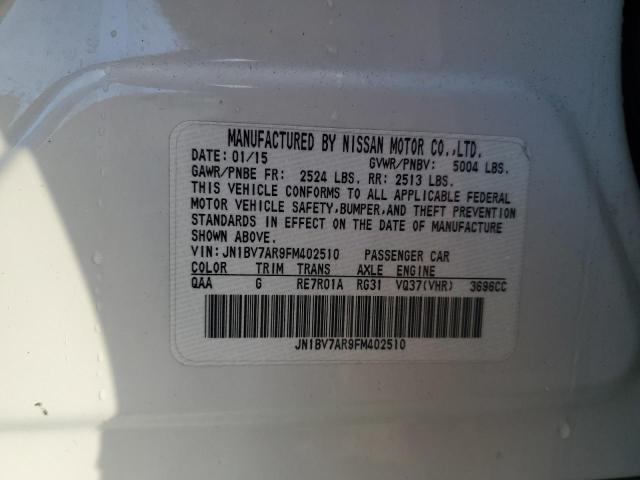 MANUFACTURED BY NISSAN MOTOR CO.,LTD.
DATE: 01/15 GVWR/PNBV: 5004 LBS.
GAWR/PNBE FR: 2524 LBS. RR: 2513 LBS.
THIS VEHICLE CONFORMS TO ALL APPLICABLE FEDERAL
MOTOR VEHICLE SAFETY,BUMPER,AND THEFT PREVENTION
STANDARDS IN EFFECT ON THE DATE OF MANUFACTURE
SHOWN ABOVE.
VIN: JN1BV7AR9FM402510 PASSENGER CAR
COLOR TRIM TRANS AXLE ENGINE
QAA G RE7R01A RG31 VQ37(VHR) 3696CC
JN1BV7AR9FM402510